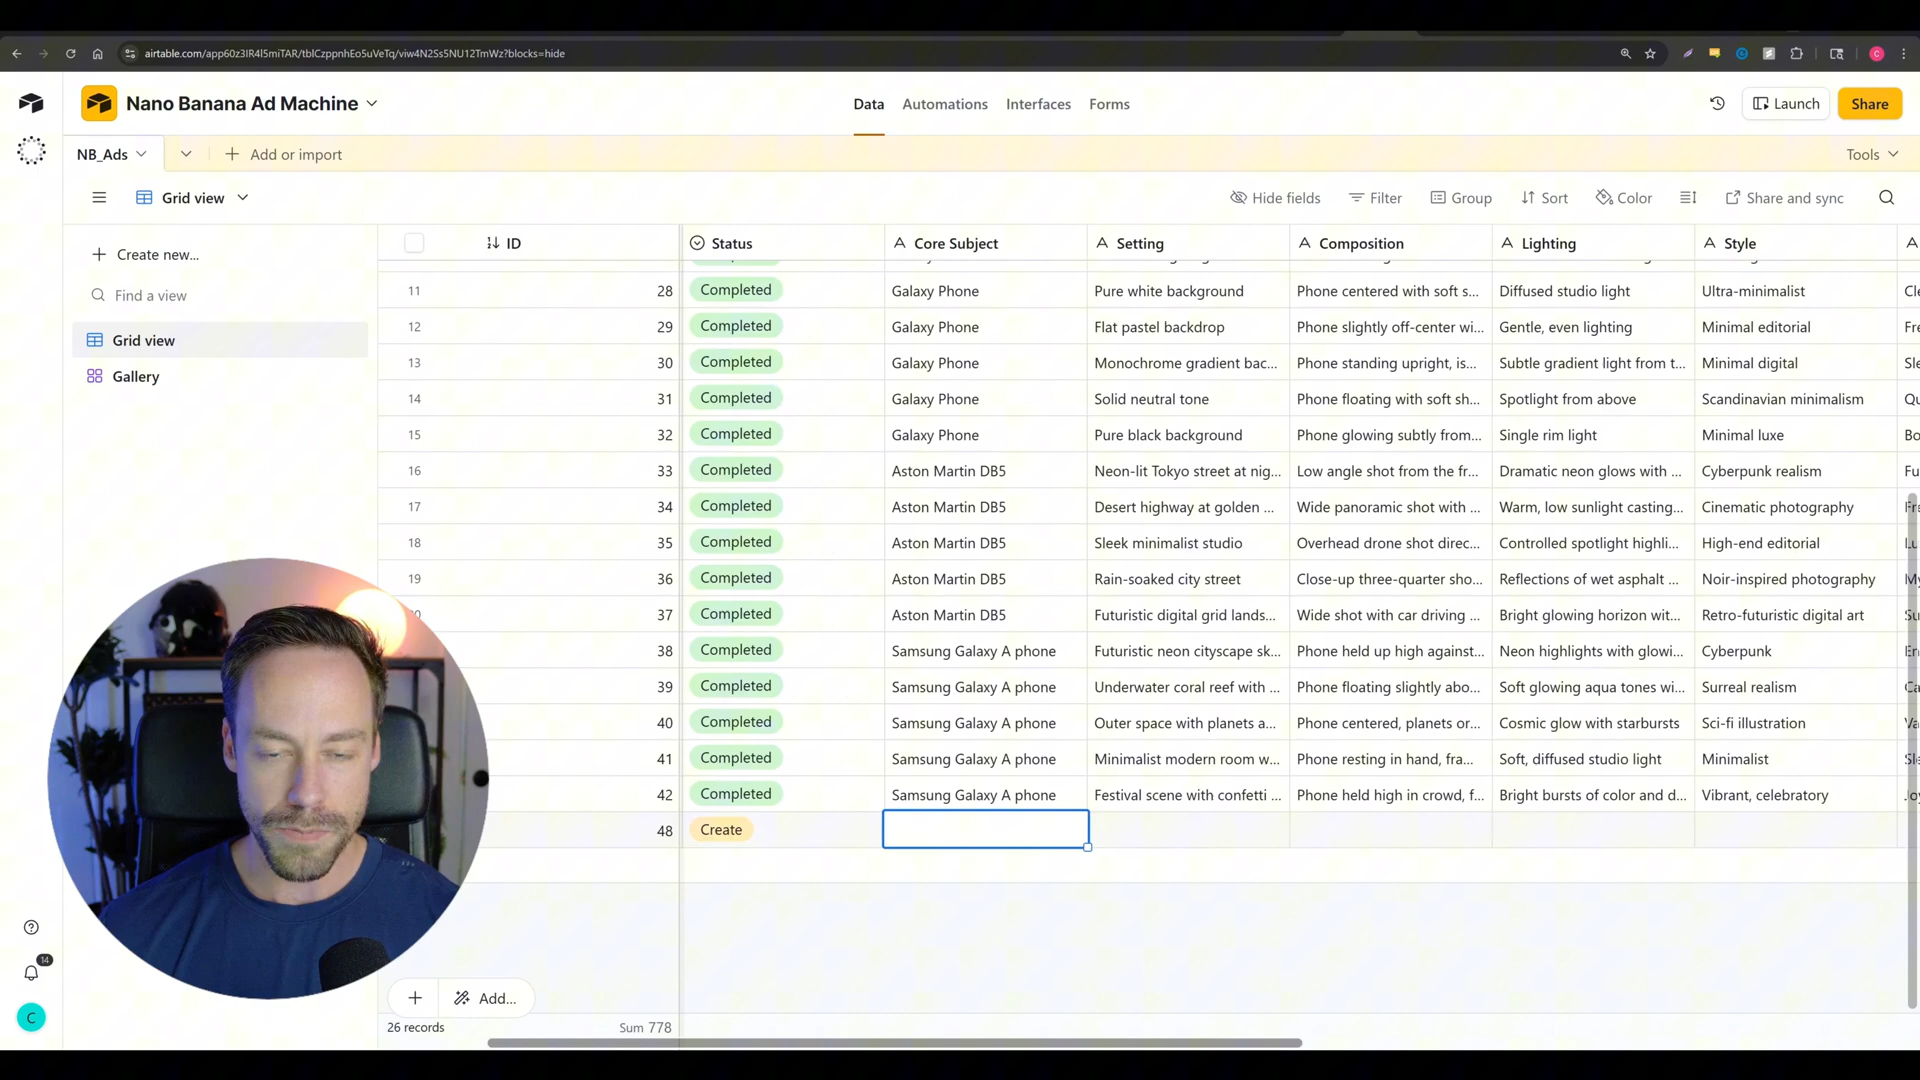 airtable.com/app60z3IR4l5miTAR/tblCzppnhEo5uVeTq/viw4N2Ss5NU12TmWz?blocks=hide
C
Nano Banana Ad Machine
Data Automations Interfaces Forms
Launch
Share
NB_Ads
Add or import
Tools
Grid view
Hide fields
Filter
Group
Sort
Color
Share and sync
Create new...
Find a view
Grid view
Gallery
ID Status Core Subject Setting Composition Lighting Style
11 28 Completed Galaxy Phone Pure white background Phone centered with soft s... Diffused studio light Ultra-minimalist Cle
12 29 Completed Galaxy Phone Flat pastel backdrop Phone slightly off-center wi... Gentle, even lighting Minimal editorial Fre
13 30 Completed Galaxy Phone Monochrome gradient bac... Phone standing upright, is... Subtle gradient light from t... Minimal digital Sle
14 31 Completed Galaxy Phone Solid neutral tone Phone floating with soft sh... Spotlight from above Scandinavian minimalism Qu
15 32 Completed Galaxy Phone Pure black background Phone glowing subtly from... Single rim light Minimal luxe Bo
16 33 Completed Aston Martin DB5 Neon-lit Tokyo street at nig... Low angle shot from the fr... Dramatic neon glows with ... Cyberpunk realism Fu
17 34 Completed Aston Martin DB5 Desert highway at golden ... Wide panoramic shot with ... Warm, low sunlight casting... Cinematic photography Fre
18 35 Completed Aston Martin DB5 Sleek minimalist studio Overhead drone shot direc... Controlled spotlight highli... High-end editorial Lu
19 36 Completed Aston Martin DB5 Rain-soaked city street Close-up three-quarter sho... Reflections of wet asphalt ... Noir-inspired photography My
37 Completed Aston Martin DB5 Futuristic digital grid lands... Wide shot with car driving ... Bright glowing horizon wit... Retro-futuristic digital art Su
38 Completed Samsung Galaxy A phone Futuristic neon cityscape sk... Phone held up high against... Neon highlights with glowi... Cyberpunk En
39 Completed Samsung Galaxy A phone Underwater coral reef with ... Phone floating slightly abo... Soft glowing aqua tones wi... Surreal realism Ca
40 Completed Samsung Galaxy A phone Outer space with planets a... Phone centered, planets or... Cosmic glow with starbursts Sci-fi illustration Va
41 Completed Samsung Galaxy A phone Minimalist modern room w... Phone resting in hand, fra... Soft, diffused studio light Minimalist Sle
42 Completed Samsung Galaxy A phone Festival scene with confetti ... Phone held high in crowd, f... Bright bursts of color and d... Vibrant, celebratory Joy
48 Create
14
C
Add...
26 records
Sum 778